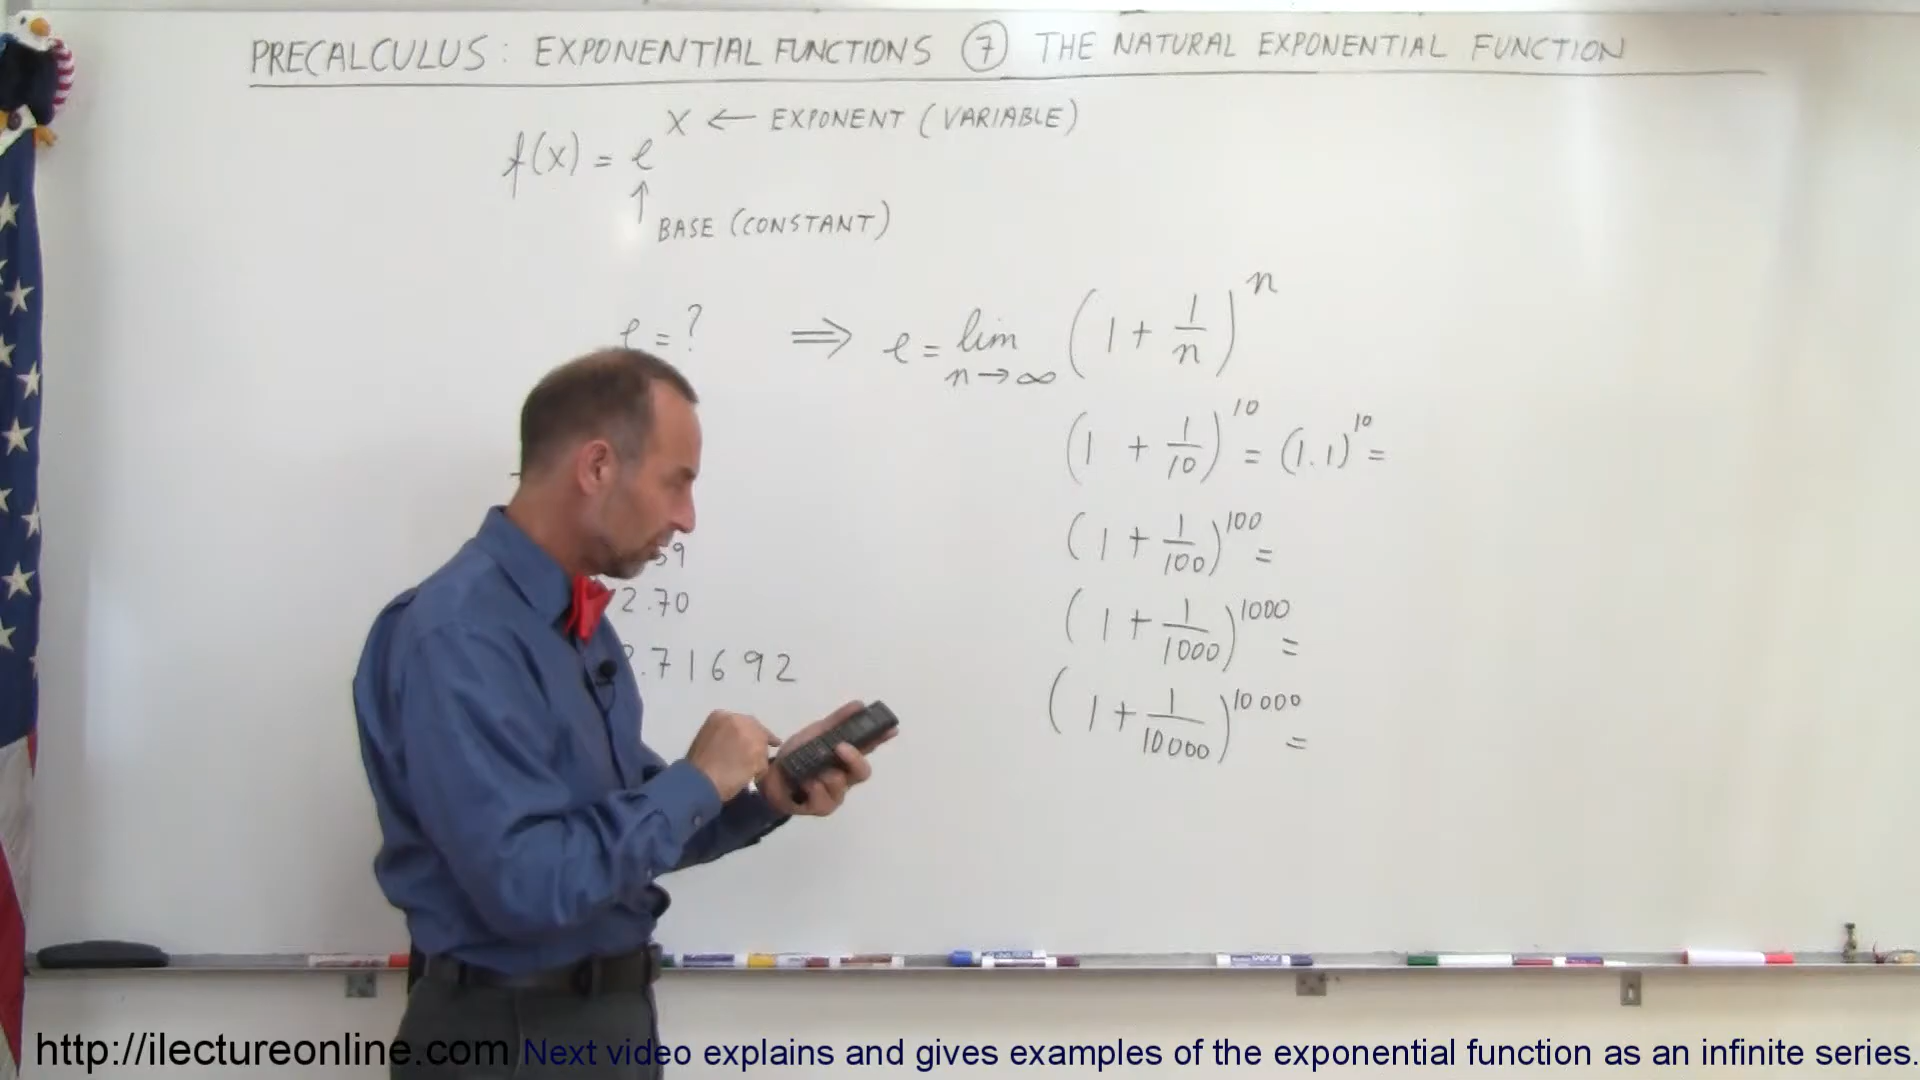 PRECALCULUS: EXPONENTIAL FUNCTIONS ⑦ THE NATURAL EXPONENTIAL FUNCTION
f(x) = e^x ← EXPONENT (VARIABLE)
↑
BASE (CONSTANT)
e = ? ⇒ e = lim n→∞ (1 + 1/n)^n
(1 + 1/10)^10 = (1.1)^10 =
(1 + 1/100)^100 =
59
2.70
(1 + 1/1000)^1000 =
.71692
(1 + 1/10000)^10000 =
http://ilectureonline.com Next video explains and gives examples of the exponential function as an infinite series.